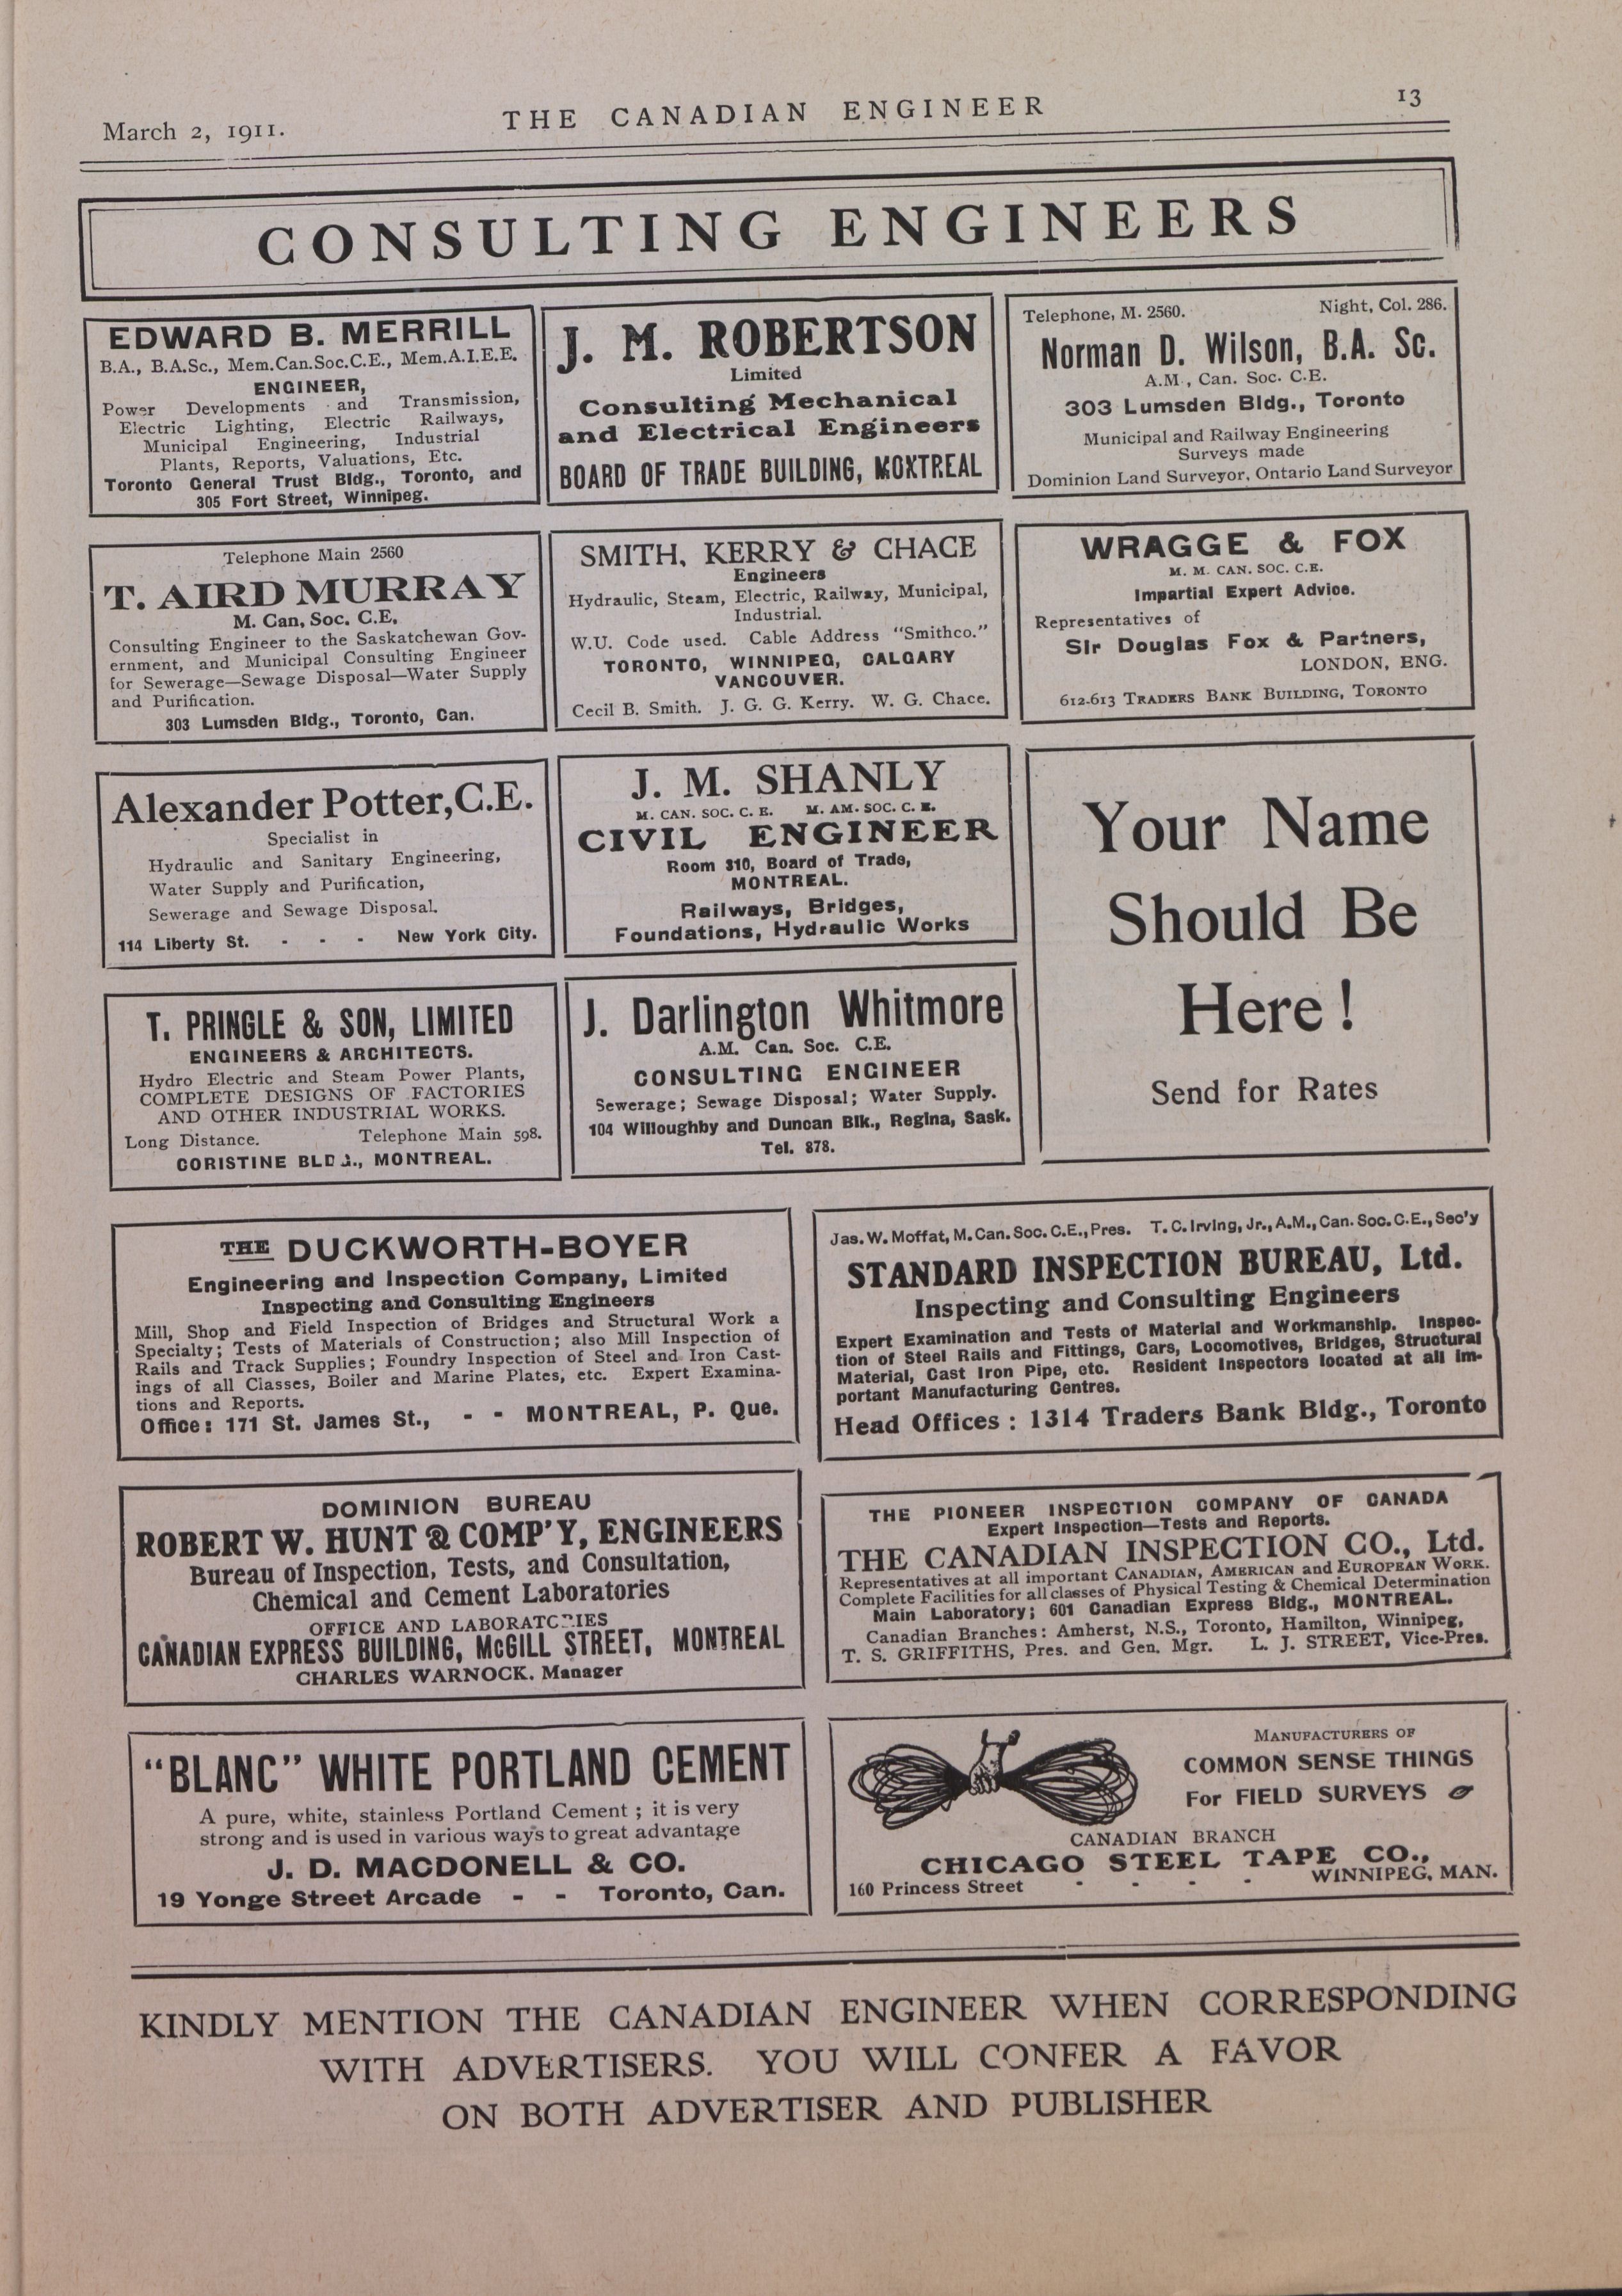 March 2, 1911.
THE CANADIAN ENGINEER
13
CONSULTING ENGINEERS
EDWARD B. MERRILL
B.A., B.A.Sc., Mem.Can.Soc.C.E., Mem.A.I.E.E.
ENGINEER,
Power Developments and Transmission,
Electric Lighting, Electric Railways,
Municipal Engineering, Industrial
Plants, Reports, Valuations, Etc.
Toronto General Trust Bldg., Toronto, and
305 Fort Street, Winnipeg.
J. M. ROBERTSON
Limited
Consulting Mechanical
and Electrical Engineers
BOARD OF TRADE BUILDING, MONTREAL
Telephone, M. 2560. Night, Col. 286.
Norman D. Wilson, B.A. Sc.
A.M., Can. Soc. C.E.
303 Lumsden Bldg., Toronto
Municipal and Railway Engineering
Surveys made
Dominion Land Surveyor, Ontario Land Surveyor
Telephone Main 2560
T. AIRD MURRAY
M. Can. Soc. C.E.
Consulting Engineer to the Saskatchewan Gov-
ernment, and Municipal Consulting Engineer
for Sewerage—Sewage Disposal—Water Supply
and Purification.
303 Lumsden Bldg., Toronto, Can.
SMITH, KERRY & CHACE
Engineers
Hydraulic, Steam, Electric, Railway, Municipal,
Industrial.
W.U. Code used. Cable Address "Smithco."
TORONTO, WINNIPEG, CALGARY
VANCOUVER.
Cecil B. Smith. J. G. G. Kerry. W. G. Chace.
WRAGGE & FOX
M. M. CAN. SOC. C.E.
Impartial Expert Advice.
Representatives of
Sir Douglas Fox & Partners,
LONDON, ENG.
612-613 TRADERS BANK BUILDING, TORONTO
Alexander Potter, C.E.
Specialist in
Hydraulic and Sanitary Engineering,
Water Supply and Purification,
Sewerage and Sewage Disposal.
114 Liberty St. - - - New York City.
J. M. SHANLY
M. CAN. SOC. C. E. M. AM. SOC. C. E.
CIVIL ENGINEER
Room 310, Board of Trade,
MONTREAL.
Railways, Bridges,
Foundations, Hydraulic Works
Your Name
Should Be
Here!
Send for Rates
T. PRINGLE & SON, LIMITED
ENGINEERS & ARCHITECTS.
Hydro Electric and Steam Power Plants,
COMPLETE DESIGNS OF FACTORIES
AND OTHER INDUSTRIAL WORKS.
Long Distance. Telephone Main 598.
CORISTINE BLDG., MONTREAL.
J. Darlington Whitmore
A.M. Can. Soc. C.E.
CONSULTING ENGINEER
Sewerage; Sewage Disposal; Water Supply.
104 Willoughby and Duncan Blk., Regina, Sask.
Tel. 878.
THE DUCKWORTH-BOYER
Engineering and Inspection Company, Limited
Inspecting and Consulting Engineers
Mill, Shop and Field Inspection of Bridges and Structural Work a
Specialty; Tests of Materials of Construction; also Mill Inspection of
Rails and Track Supplies; Foundry Inspection of Steel and Iron Cast-
ings of all Classes, Boiler and Marine Plates, etc. Expert Examina-
tions and Reports.
Office: 171 St. James St., - - MONTREAL, P. Que.
Jas. W. Moffat, M. Can. Soc. C.E., Pres. T. C. Irving, Jr., A.M., Can. Soc. C.E., Sec'y
STANDARD INSPECTION BUREAU, Ltd.
Inspecting and Consulting Engineers
Expert Examination and Tests of Material and Workmanship. Inspec-
tion of Steel Rails and Fittings, Cars, Locomotives, Bridges, Structural
Material, Cast Iron Pipe, etc. Resident Inspectors located at all im-
portant Manufacturing Centres.
Head Offices: 1314 Traders Bank Bldg., Toronto
DOMINION BUREAU
ROBERT W. HUNT & COMP'Y, ENGINEERS
Bureau of Inspection, Tests, and Consultation,
Chemical and Cement Laboratories
OFFICE AND LABORATORIES
CANADIAN EXPRESS BUILDING, McGILL STREET, MONTREAL
CHARLES WARNOCK. Manager
THE PIONEER INSPECTION COMPANY OF CANADA
Expert Inspection—Tests and Reports.
THE CANADIAN INSPECTION CO., Ltd.
Representatives at all important CANADIAN, AMERICAN and EUROPEAN WORK.
Complete Facilities for all classes of Physical Testing & Chemical Determination
Main Laboratory; 601 Canadian Express Bldg., MONTREAL.
Canadian Branches: Amherst, N.S., Toronto, Hamilton, Winnipeg,
T. S. GRIFFITHS, Pres. and Gen. Mgr. L. J. STREET, Vice-Pres.
"BLANC" WHITE PORTLAND CEMENT
A pure, white, stainless Portland Cement; it is very
strong and is used in various ways to great advantage
J. D. MACDONELL & CO.
19 Yonge Street Arcade - - Toronto, Can.
MANUFACTURERS OF
COMMON SENSE THINGS
For FIELD SURVEYS
CANADIAN BRANCH
CHICAGO STEEL TAPE CO.,
160 Princess Street - - - - WINNIPEG, MAN.
KINDLY MENTION THE CANADIAN ENGINEER WHEN CORRESPONDING
WITH ADVERTISERS. YOU WILL CONFER A FAVOR
ON BOTH ADVERTISER AND PUBLISHER